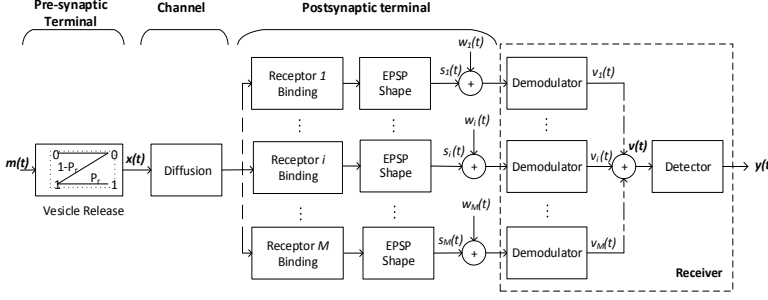 Pre-synaptic
Terminal
Channel
Postsynaptic terminal
m(t)
0 0
1-Pr
Pr
1 1
Vesicle Release
x(t)
Diffusion
Receptor 1
Binding
EPSP
Shape
s1(t)
w1(t)
+
Demodulator
v1(t)
Receptor i
Binding
EPSP
Shape
si(t)
wi(t)
+
Demodulator
vi(t)
v(t)
+
Detector
y(t
Receptor M
Binding
EPSP
Shape
sM(t)
wM(t)
+
Demodulator
vM(t)
Receiver